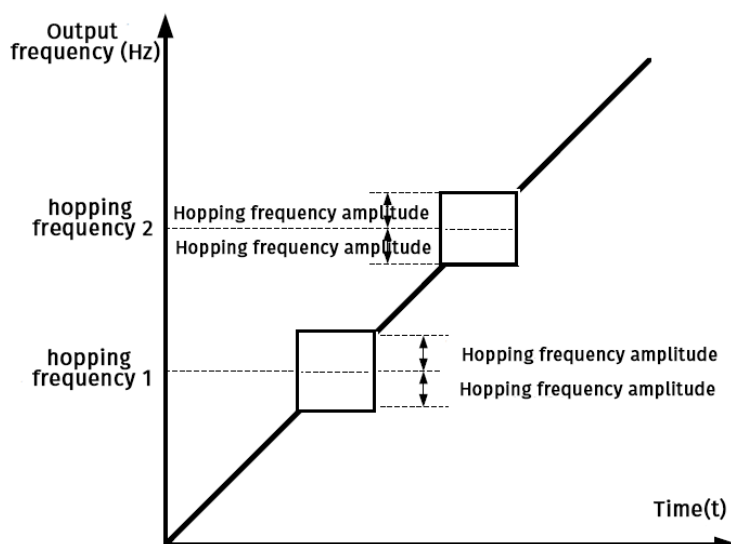 Output
frequency (Hz)
hopping
frequency 2
Hopping frequency amplitude
Hopping frequency amplitude
hopping
frequency 1
Hopping frequency amplitude
Hopping frequency amplitude
Time(t)